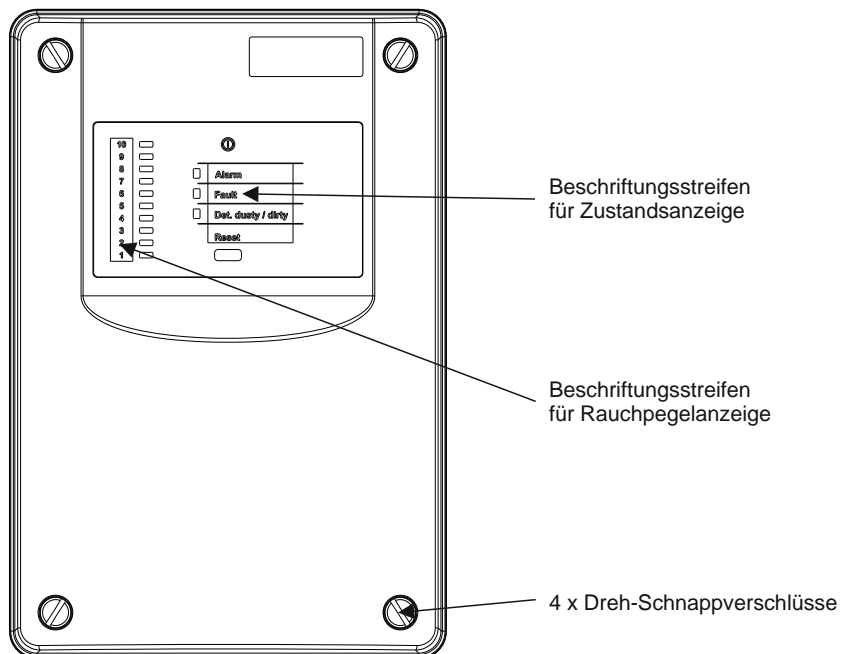 10
9
8
7
6
5
4
3
2
1
Alarm
Fault
Det. dusty / dirty
Reset
Beschriftungsstreifen
für Zustandsanzeige
Beschriftungsstreifen
für Rauchpegelanzeige
4 x Dreh-Schnappverschlüsse